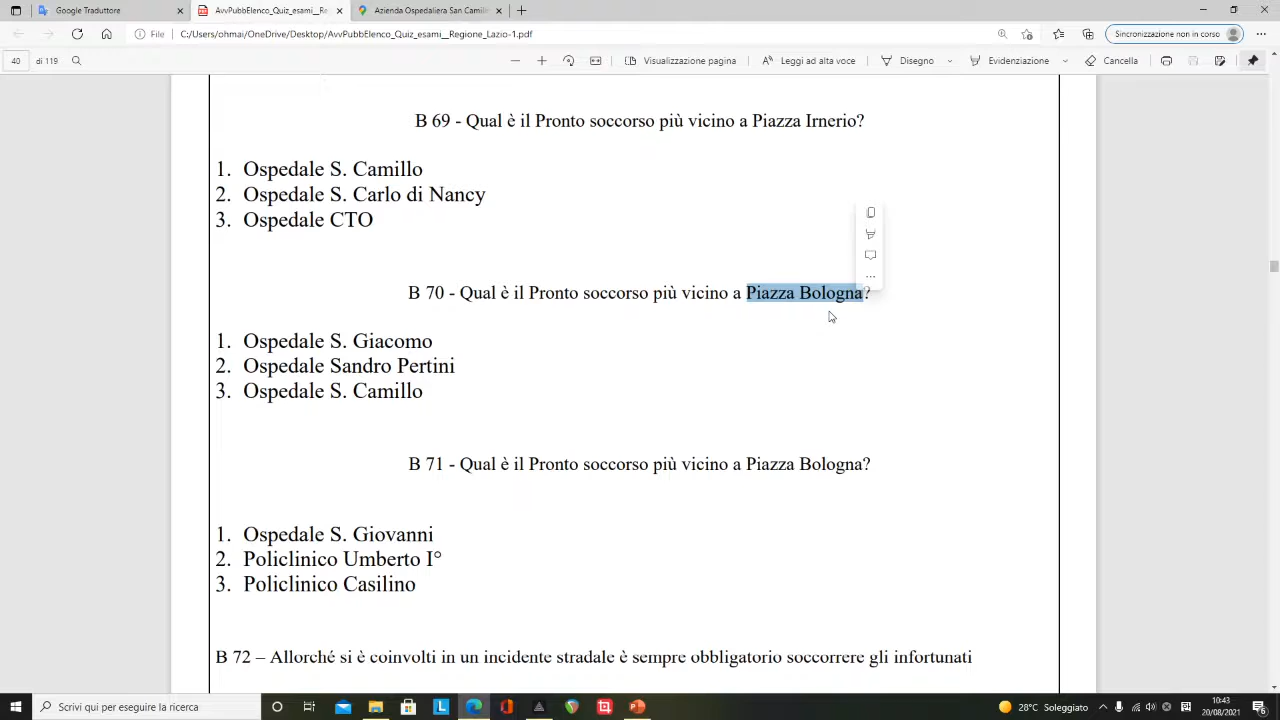 Google Traduttore
AvvPubbElenco_Quiz_esami__Re
Azienda Ospedaliera San Camill
File
C:/Users/ohmai/OneDrive/Desktop/AvvPubbElenco_Quiz_esami__Regione_Lazio-1.pdf
Sincronizzazione non in corso
40 di 119
Visualizzazione pagina
Leggi ad alta voce
Disegno
Evidenziazione
Cancella
B 69 - Qual è il Pronto soccorso più vicino a Piazza Irnerio?
1. Ospedale S. Camillo
2. Ospedale S. Carlo di Nancy
3. Ospedale CTO
B 70 - Qual è il Pronto soccorso più vicino a Piazza Bologna?
1. Ospedale S. Giacomo
2. Ospedale Sandro Pertini
3. Ospedale S. Camillo
B 71 - Qual è il Pronto soccorso più vicino a Piazza Bologna?
1. Ospedale S. Giovanni
2. Policlinico Umberto I°
3. Policlinico Casilino
B 72 – Allorché si è coinvolti in un incidente stradale è sempre obbligatorio soccorrere gli infortunati
Scrivi qui per eseguire la ricerca
28°C Soleggiato
10:43
20/08/2021